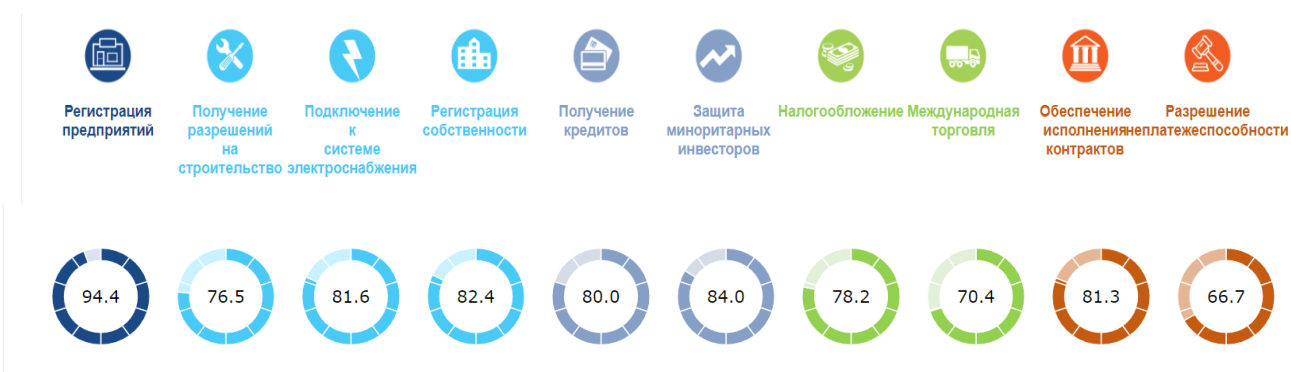 Регистрация
предприятий
Получение
разрешений
на
строительство
Подключение
к
системе
электроснабжения
Регистрация
собственности
Получение
кредитов
Защита
миноритарных
инвесторов
Налогообложение
Международная
торговля
Обеспечение
исполнения
контрактов
Разрешение
неплатежеспособности
94.4
76.5
81.6
82.4
80.0
84.0
78.2
70.4
81.3
66.7